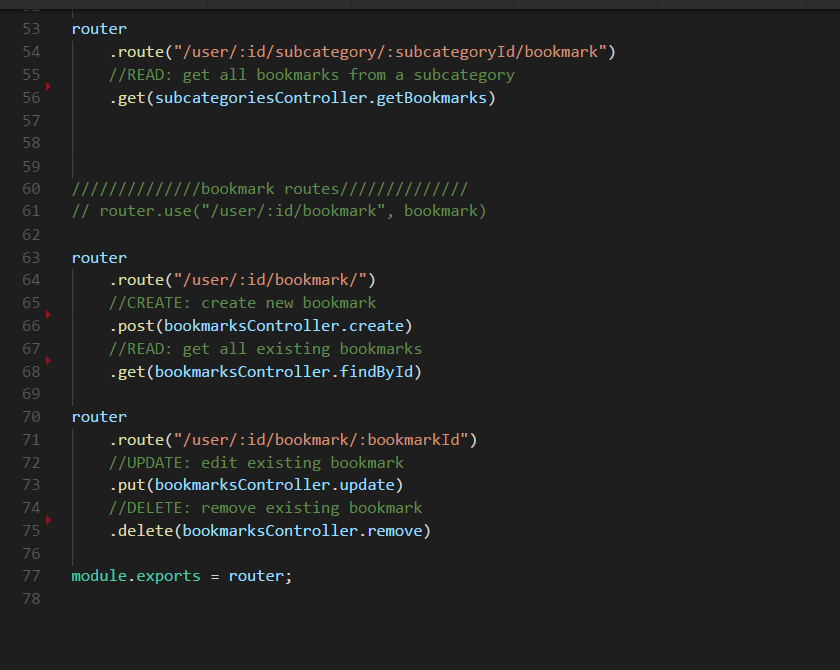 53 router
54 .route("/user/:id/subcategory/:subcategoryId/bookmark")
55 //READ: get all bookmarks from a subcategory
56 .get(subcategoriesController.getBookmarks)
57
58
59
60 //////////////bookmark routes//////////////
61 // router.use("/user/:id/bookmark", bookmark)
62
63 router
64 .route("/user/:id/bookmark/")
65 //CREATE: create new bookmark
66 .post(bookmarksController.create)
67 //READ: get all existing bookmarks
68 .get(bookmarksController.findById)
69
70 router
71 .route("/user/:id/bookmark/:bookmarkId")
72 //UPDATE: edit existing bookmark
73 .put(bookmarksController.update)
74 //DELETE: remove existing bookmark
75 .delete(bookmarksController.remove)
76
77 module.exports = router;
78